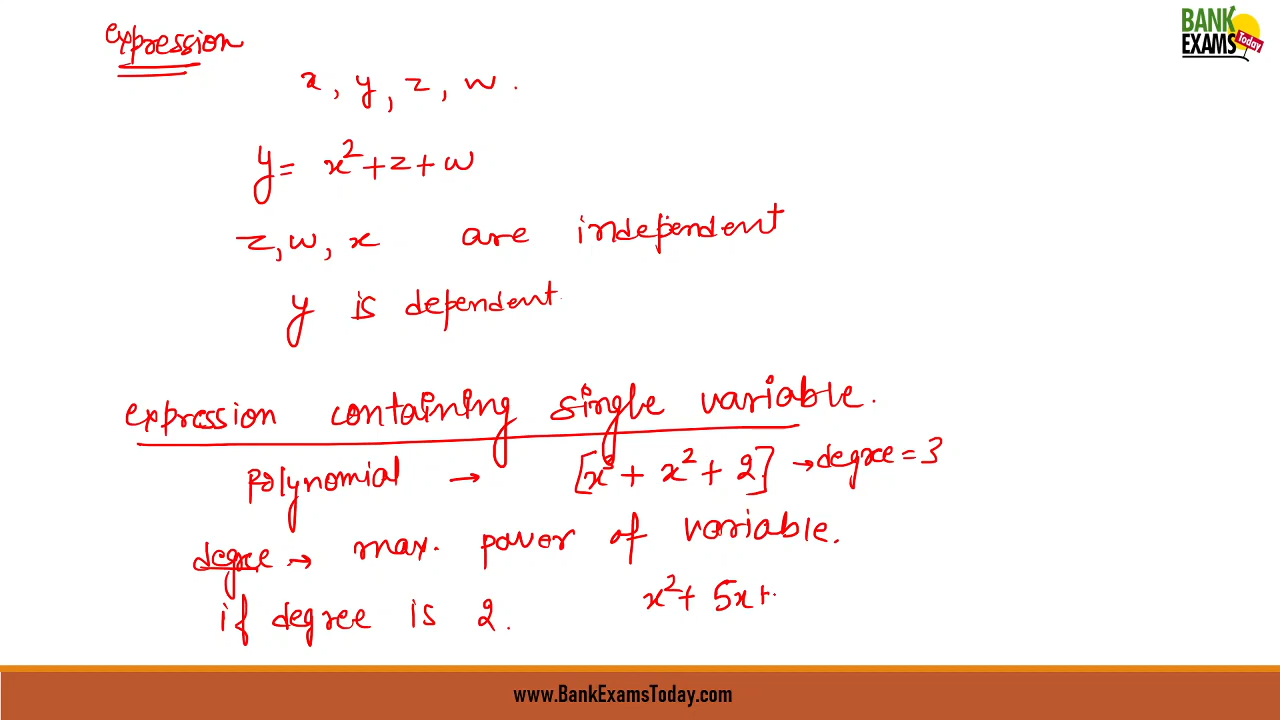 expression
BANK
EXAMS
Today
x, y, z, w.
y = x² + z + w
z, w, x are independent
y is dependent
expression containing single variable.
Polynomial → [x³ + x² + 2] → degree = 3
degree → max. power of variable.
if degree is 2. x² + 5x +
www.BankExamsToday.com